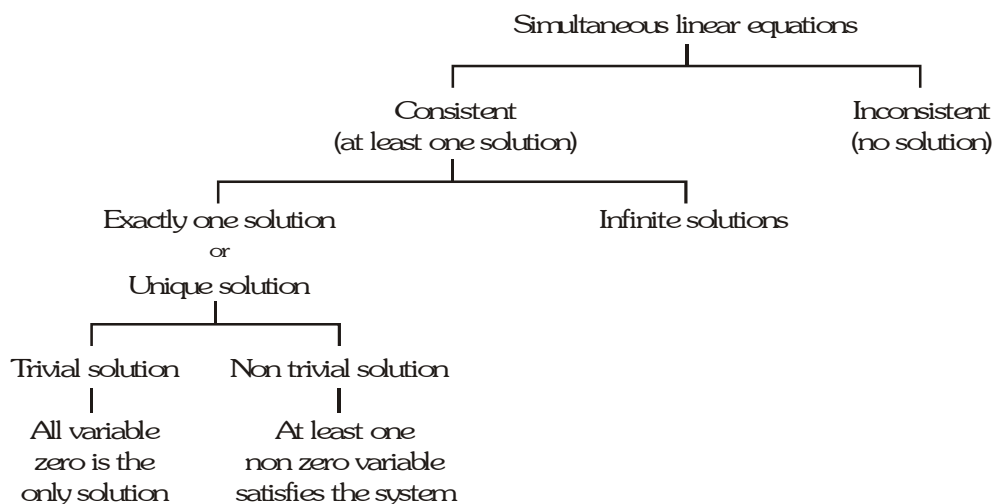 Simultaneous linear equations
Consistent
(at least one solution)
Inconsistent
(no solution)
Exactly one solution
or
Unique solution
Infinite solutions
Trivial solution
Non trivial solution
All variable
zero is the
only solution
At least one
non zero variable
satisfies the system